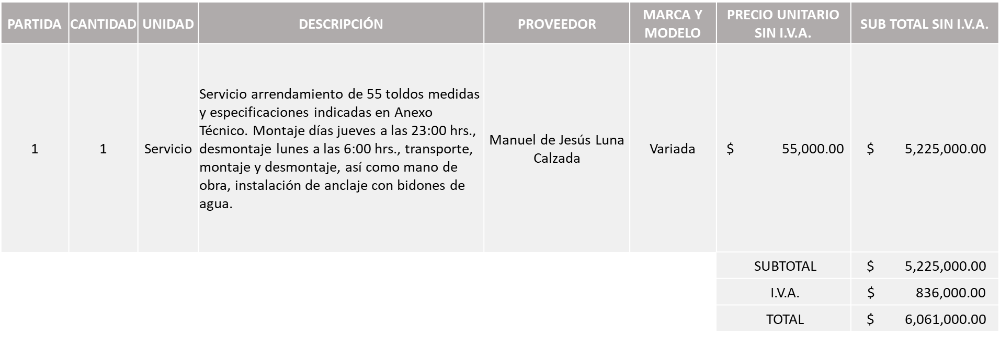 PARTIDA CANTIDAD UNIDAD DESCRIPCIÓN PROVEEDOR MARCA Y MODELO PRECIO UNITARIO SIN I.V.A. SUB TOTAL SIN I.V.A.
1 1 Servicio
Servicio arrendamiento de 55 toldos medidas
y especificaciones indicadas en Anexo
Técnico. Montaje días jueves a las 23:00 hrs.,
desmontaje lunes a las 6:00 hrs., transporte,
montaje y desmontaje, así como mano de
obra, instalación de anclaje con bidones de
agua.
Manuel de Jesús Luna
Calzada
Variada
$ 55,000.00
$ 5,225,000.00
SUBTOTAL $ 5,225,000.00
I.V.A. $ 836,000.00
TOTAL $ 6,061,000.00